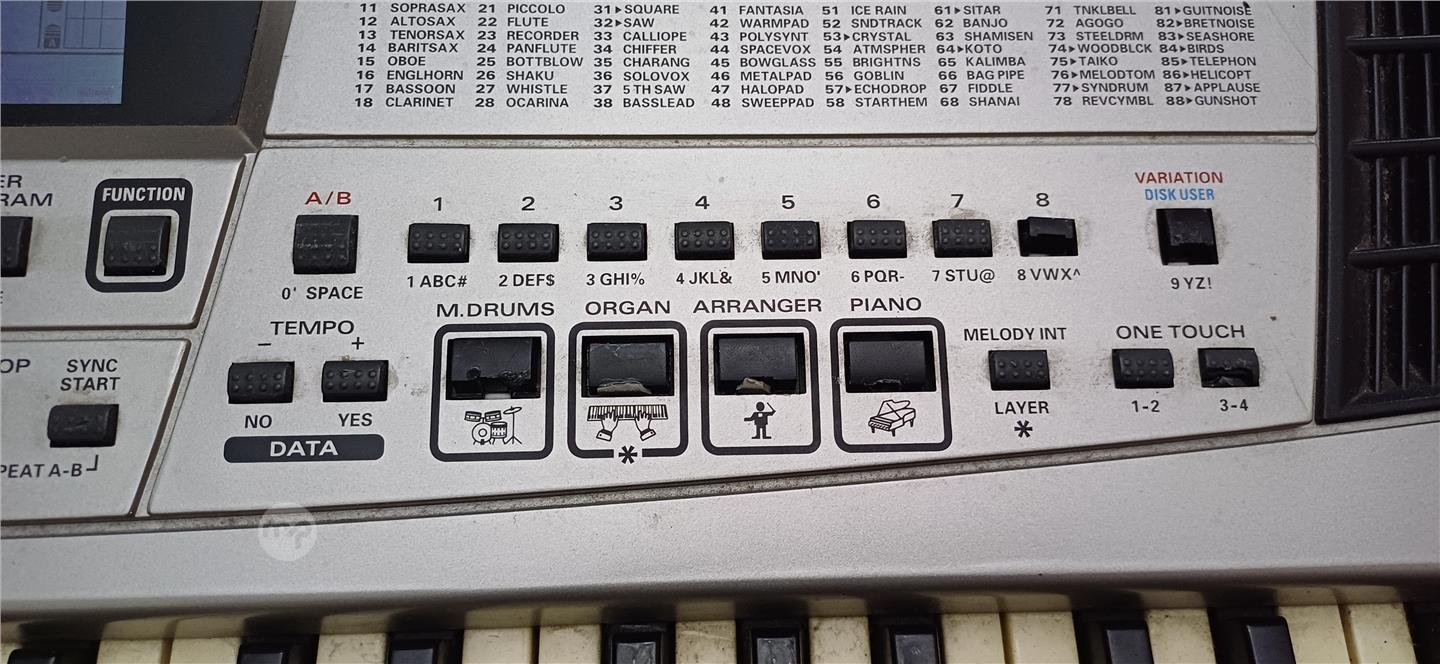 11 SOPRASAX 21 PICCOLO 31▸SQUARE 41 FANTASIA 51 ICE RAIN 61▸SITAR 71 TNKLBELL 81▸GUITNOISE
12 ALTOSAX 22 FLUTE 32▸SAW 42 WARMPAD 52 SNDTRACK 62 BANJO 72 AGOGO 82▸BRETNOISE
13 TENORSAX 23 RECORDER 33 CALLIOPE 43 POLYSYNT 53▸CRYSTAL 63 SHAMISEN 73 STEELDRM 83▸SEASHORE
14 BARITSAX 24 PANFLUTE 34 CHIFFER 44 SPACEVOX 54 ATMSPHER 64▸KOTO 74▸WOODBLCK 84▸BIRDS
15 OBOE 25 BOTTBLOW 35 CHARANG 45 BOWGLASS 55 BRIGHTNS 65 KALIMBA 75▸TAIKO 85▸TELEPHON
16 ENGLHORN 26 SHAKU 36 SOLOVOX 46 METALPAD 56 GOBLIN 66 BAG PIPE 76▸MELODTOM 86▸HELICOPT
17 BASSOON 27 WHISTLE 37 5TH SAW 47 HALOPAD 57▸ECHODROP 67 FIDDLE 77▸SYNDRUM 87▸APPLAUSE
18 CLARINET 28 OCARINA 38 BASSLEAD 48 SWEEPPAD 58 STARTHEM 68 SHANAI 78 REVCYMBL 88▸GUNSHOT
ER
RAM
FUNCTION
A/B 1 2 3 4 5 6 7 8
VARIATION
DISK USER
0' SPACE 1 ABC# 2 DEF$ 3 GHI% 4 JKL& 5 MNO' 6 PQR- 7 STU@ 8 VWX^ 9 YZ!
M.DRUMS ORGAN ARRANGER PIANO
TEMPO
− +
MELODY INT ONE TOUCH
OP SYNC
START
NO YES
LAYER 1-2 3-4
* *
DATA
PEAT A-B